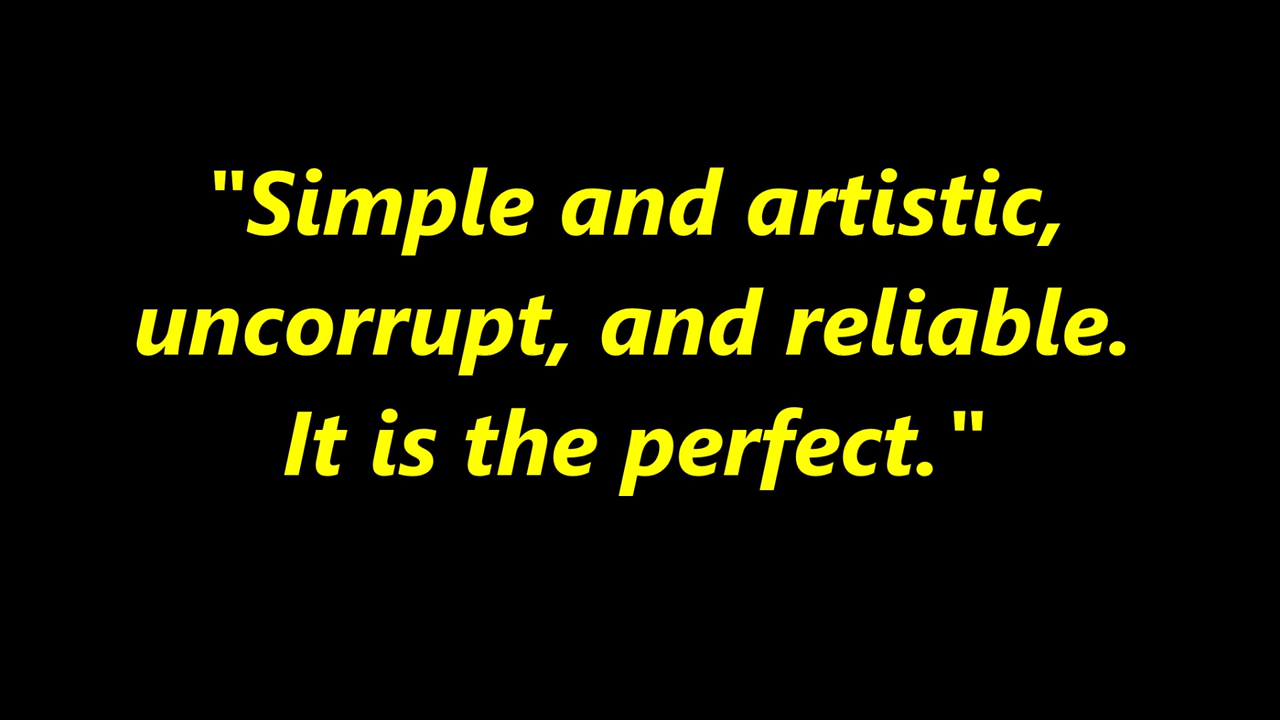 "Simple and artistic,
uncorrupt, and reliable.
It is the perfect."